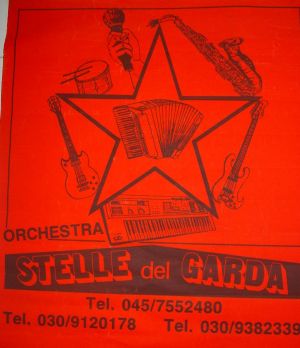 ORCHESTRA
STELLE del GARDA
Tel. 045/7552480
Tel. 030/9120178 Tel. 030/9382339